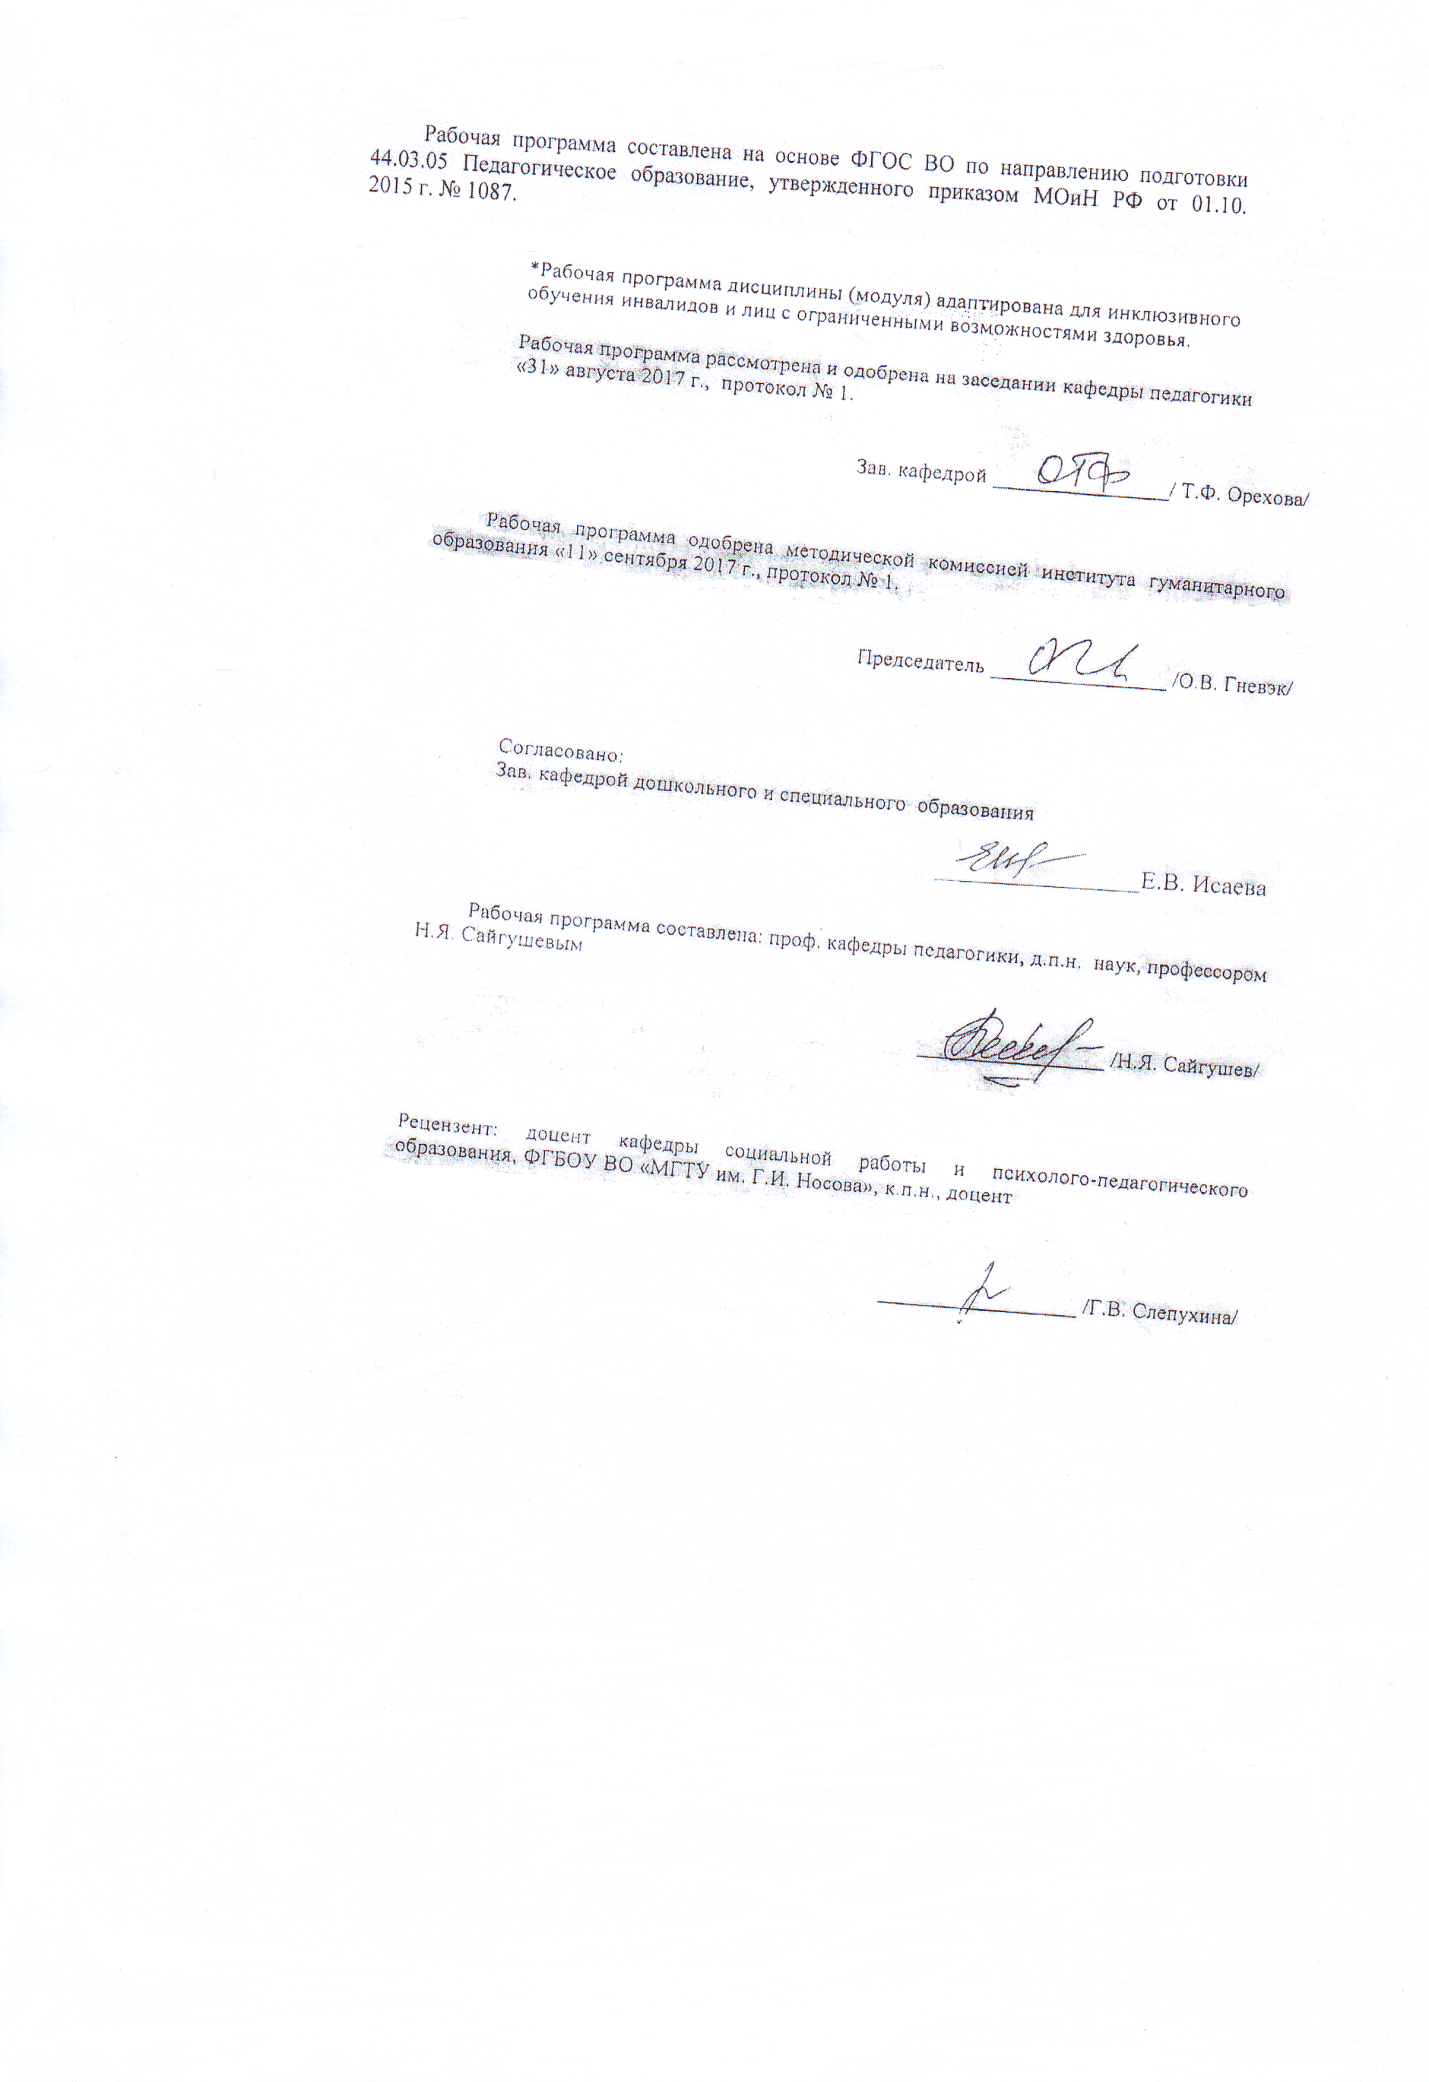 Рабочая программа составлена на основе ФГОС ВО по направлению подготовки
44.03.05 Педагогическое образование, утвержденного приказом МОиН РФ от 01.10.
2015 г. № 1087.
*Рабочая программа дисциплины (модуля) адаптирована для инклюзивного
обучения инвалидов и лиц с ограниченными возможностями здоровья.
Рабочая программа рассмотрена и одобрена на заседании кафедры педагогики
«31» августа 2017 г., протокол № 1.
Зав. кафедрой ________________/ Т.Ф. Орехова/
Рабочая программа одобрена методической комиссией института гуманитарного
образования «11» сентября 2017 г., протокол № 1.
Председатель ________________ /О.В. Гневэк/
Согласовано:
Зав. кафедрой дошкольного и специального образования
________________Е.В. Исаева
Рабочая программа составлена: проф. кафедры педагогики, д.п.н. наук, профессором
Н.Я. Сайгушевым
________________ /Н.Я. Сайгушев/
Рецензент: доцент кафедры социальной работы и психолого-педагогического
образования, ФГБОУ ВО «МГТУ им. Г.И. Носова», к.п.н., доцент
________________ /Г.В. Слепухина/